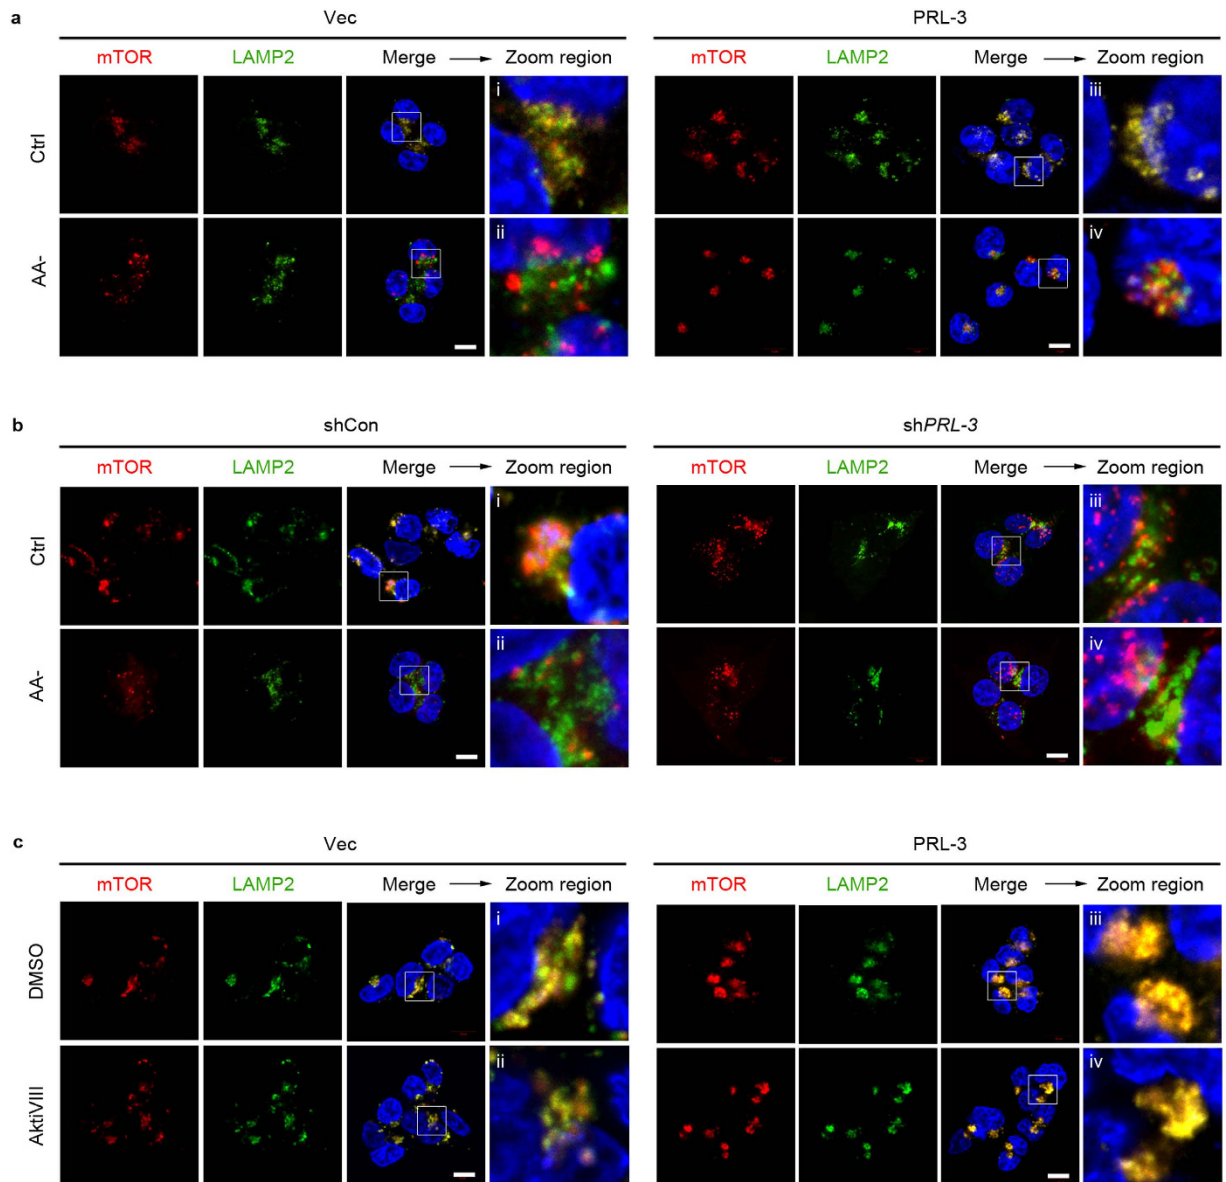 a
Vec PRL-3
mTOR LAMP2 Merge Zoom region mTOR LAMP2 Merge Zoom region
Ctrl i iii
AA- ii iv
b
shCon shPRL-3
mTOR LAMP2 Merge Zoom region mTOR LAMP2 Merge Zoom region
Ctrl i iii
AA- ii iv
c
Vec PRL-3
mTOR LAMP2 Merge Zoom region mTOR LAMP2 Merge Zoom region
DMSO i iii
AktiVIII ii iv